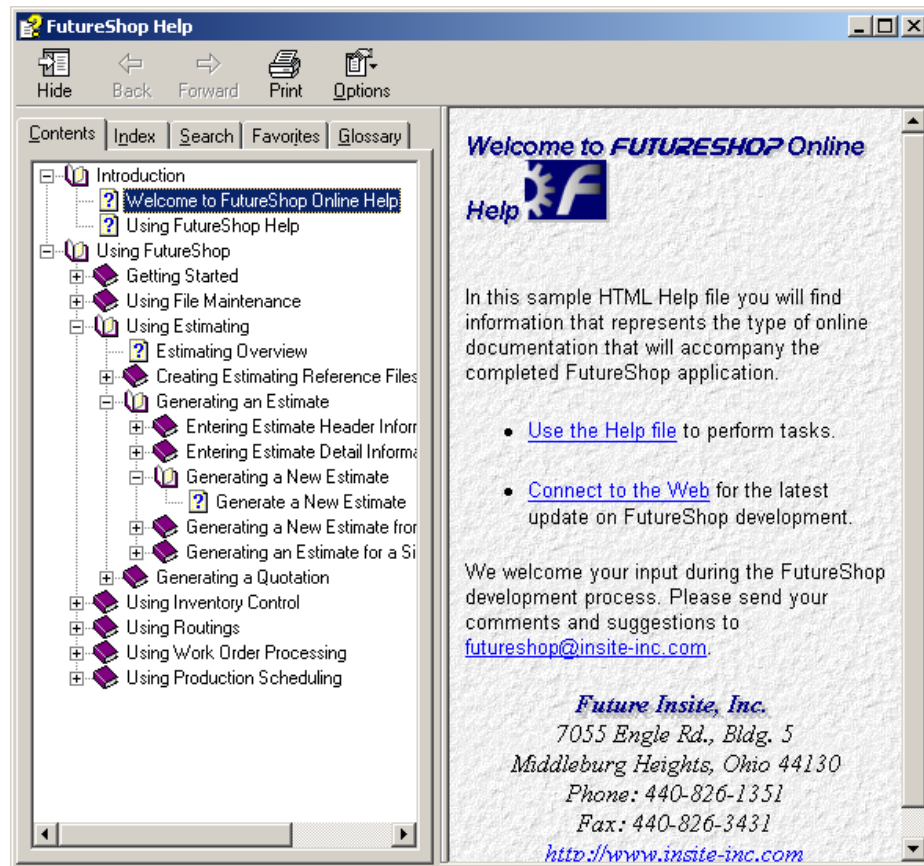 FutureShop Help
Hide Back Forward Print Options
Contents Index Search Favorites Glossary
Introduction
Welcome to FutureShop Online Help
Using FutureShop Help
Using FutureShop
Getting Started
Using File Maintenance
Using Estimating
Estimating Overview
Creating Estimating Reference Files
Generating an Estimate
Entering Estimate Header Inforr
Entering Estimate Detail Informa
Generating a New Estimate
Generate a New Estimate
Generating a New Estimate fror
Generating an Estimate for a Si
Generating a Quotation
Using Inventory Control
Using Routings
Using Work Order Processing
Using Production Scheduling
Welcome to FUTURESHOP Online
Help F
In this sample HTML Help file you will find
information that represents the type of online
documentation that will accompany the
completed FutureShop application.
• Use the Help file to perform tasks.
• Connect to the Web for the latest
update on FutureShop development.
We welcome your input during the FutureShop
development process. Please send your
comments and suggestions to
futureshop@insite-inc.com.
Future Insite, Inc.
7055 Engle Rd., Bldg. 5
Middleburg Heights, Ohio 44130
Phone: 440-826-1351
Fax: 440-826-3431
http://www.insite-inc.com